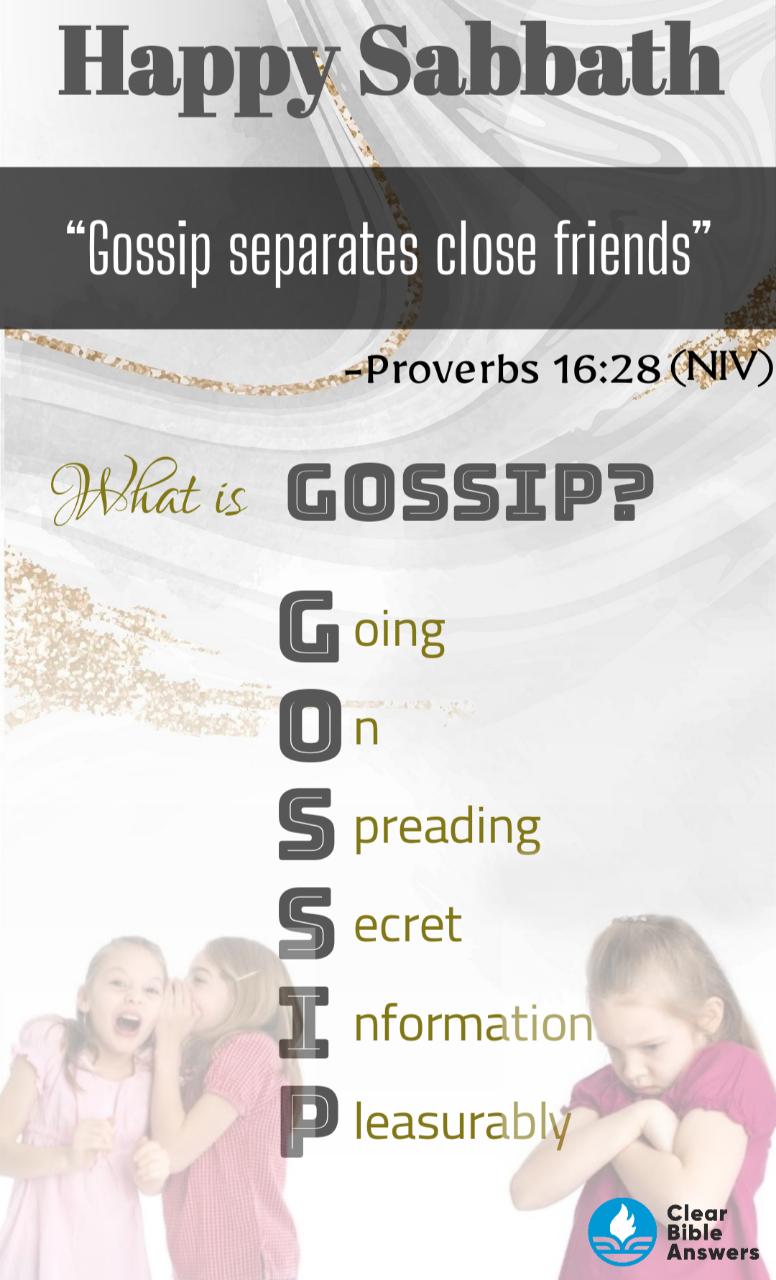 Happy Sabbath
“Gossip separates close friends”
-Proverbs 16:28 (NIV)
What is GOSSIP?
Going
On
Spreading
Secret
Information
Pleasurably
Clear
Bible
Answers